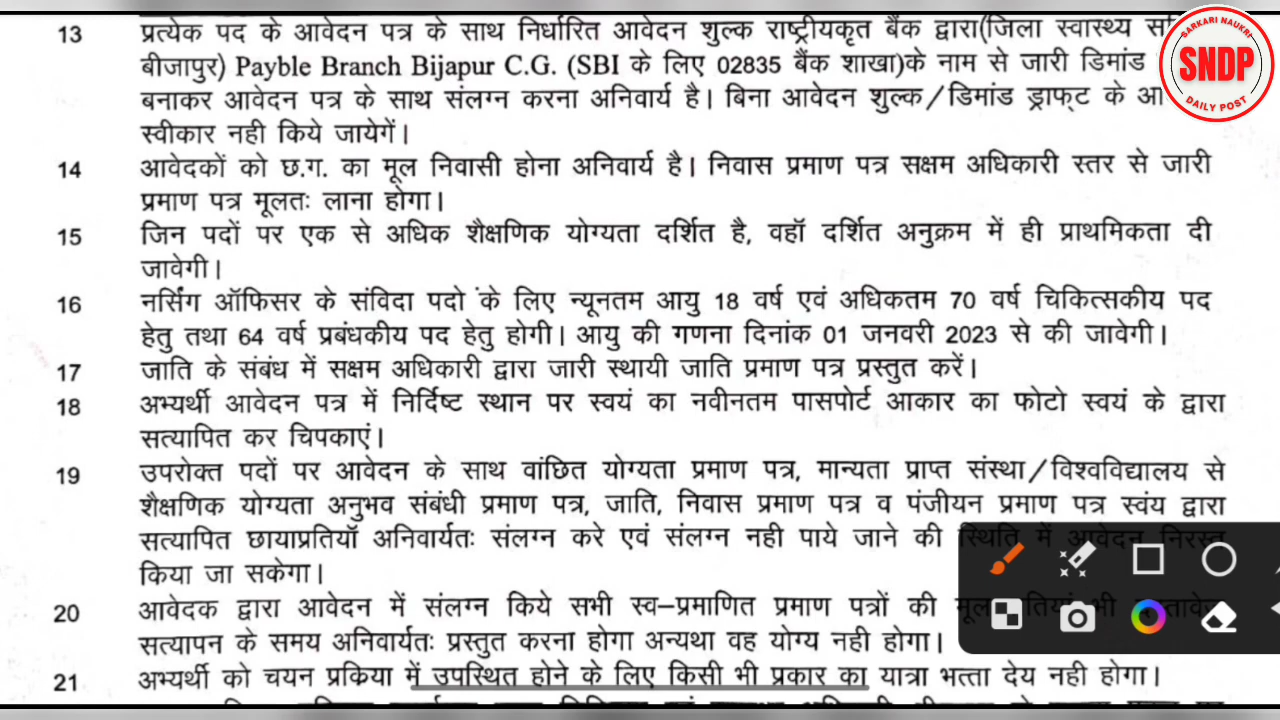 13 प्रत्येक पद के आवेदन पत्र के साथ निर्धारित आवेदन शुल्क राष्ट्रीयकृत बैंक द्वारा(जिला स्वास्थ्य
बीजापुर) Payble Branch Bijapur C.G. (SBI के लिए 02835 बैंक शाखा)के नाम से जारी डिमांड
बनाकर आवेदन पत्र के साथ संलग्न करना अनिवार्य है। बिना आवेदन शुल्क/डिमांड ड्राफ्ट के
स्वीकार नही किये जायेगें।
14 आवेदकों को छ.ग. का मूल निवासी होना अनिवार्य है। निवास प्रमाण पत्र सक्षम अधिकारी स्तर से जारी
प्रमाण पत्र मूलतः लाना होगा।
15 जिन पदों पर एक से अधिक शैक्षणिक योग्यता दर्शित है, वहॉ दर्शित अनुक्रम में ही प्राथमिकता दी
जावेगी।
16 नर्सिंग ऑफिसर के संविदा पदो के लिए न्यूनतम आयु 18 वर्ष एवं अधिकतम 70 वर्ष चिकित्सकीय पद
हेतु तथा 64 वर्ष प्रबंधकीय पद हेतु होगी। आयु की गणना दिनांक 01 जनवरी 2023 से की जावेगी।
17 जाति के संबंध में सक्षम अधिकारी द्वारा जारी स्थायी जाति प्रमाण पत्र प्रस्तुत करें।
18 अभ्यर्थी आवेदन पत्र में निर्दिष्ट स्थान पर स्वयं का नवीनतम पासपोर्ट आकार का फोटो स्वयं के द्वारा
सत्यापित कर चिपकाएं।
19 उपरोक्त पदों पर आवेदन के साथ वांछित योग्यता प्रमाण पत्र, मान्यता प्राप्त संस्था/विश्वविद्यालय से
शैक्षणिक योग्यता अनुभव संबंधी प्रमाण पत्र, जाति, निवास प्रमाण पत्र व पंजीयन प्रमाण पत्र स्वंय द्वारा
सत्यापित छायाप्रतियॉ अनिवार्यतः संलग्न करे एवं संलग्न नही पाये जाने की स्थिति में आवेदन निरस्त
किया जा सकेगा।
20 आवेदक द्वारा आवेदन में संलग्न किये सभी स्व-प्रमाणित प्रमाण पत्रों की मूल भी
सत्यापन के समय अनिवार्यतः प्रस्तुत करना होगा अन्यथा वह योग्य नही होगा।
21 अभ्यर्थी को चयन प्रकिया में उपस्थित होने के लिए किसी भी प्रकार का यात्रा भत्ता देय नही होगा।
SARKARI NAUKRI
SNDP
DAILY POST